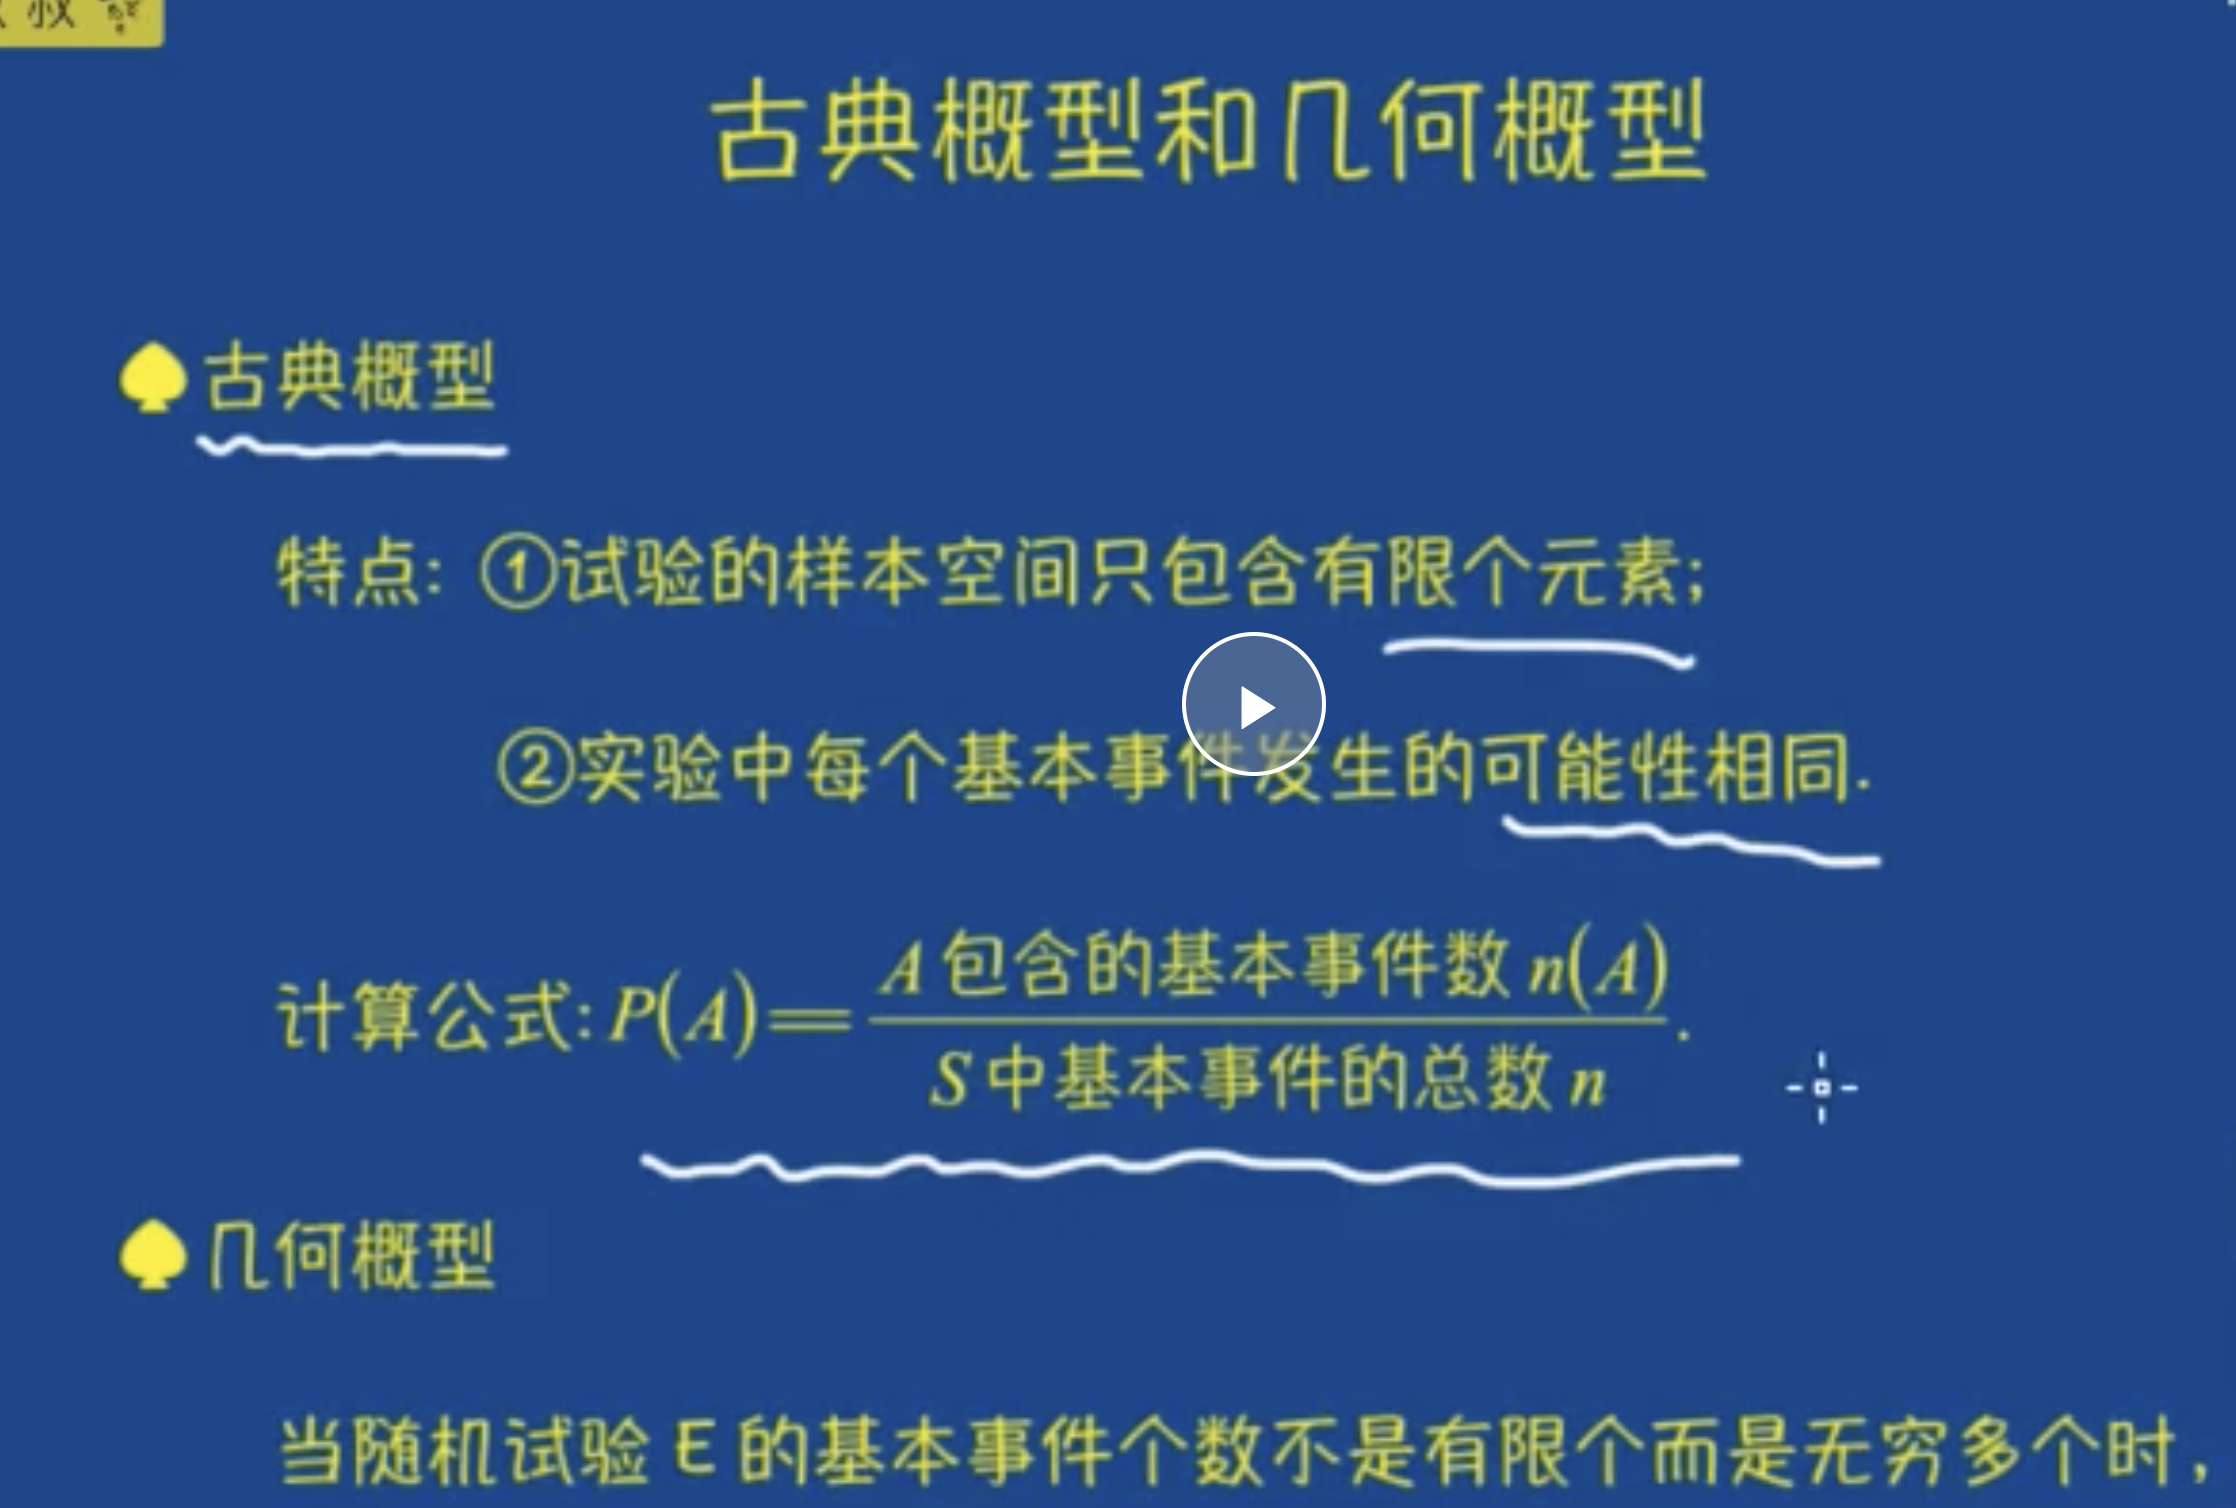 叔
古典概型和几何概型
古典概型
特点: ①试验的样本空间只包含有限个元素;
②实验中每个基本事件发生的可能性相同.
计算公式: P(A) = A 包含的基本事件数 n(A) / S 中基本事件的总数 n .
几何概型
当随机试验 E 的基本事件个数不是有限个而是无穷多个时,